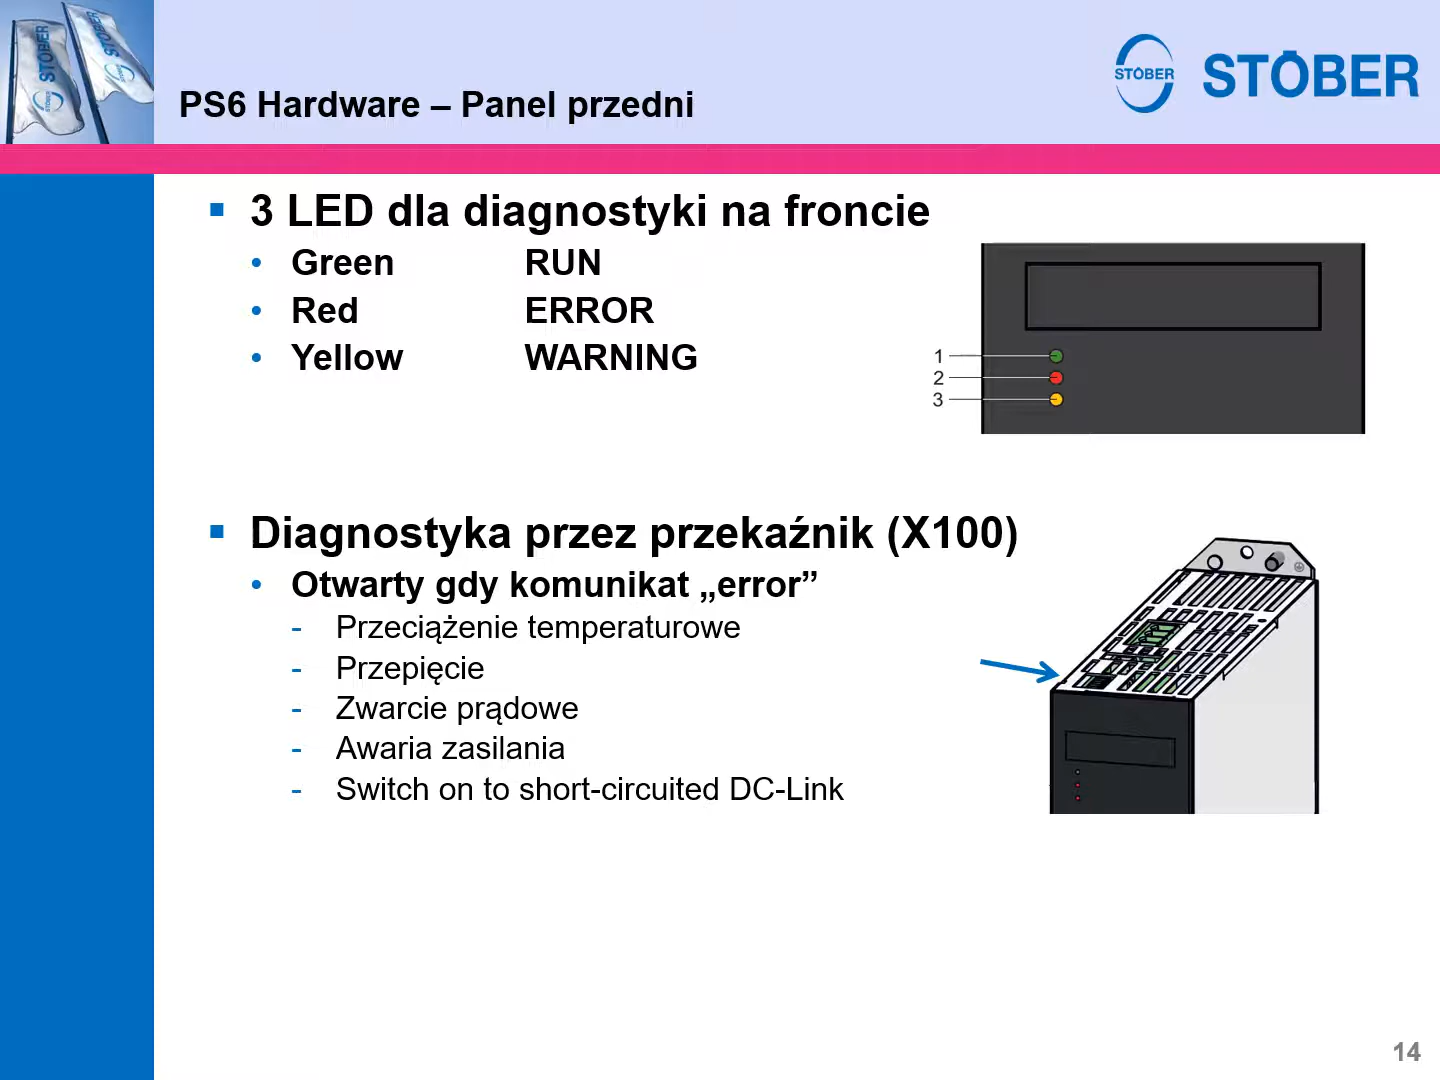 STÖBER
STÖBER
STÖBER
STÖBER
PS6 Hardware – Panel przedni
3 LED dla diagnostyki na froncie
Green RUN
Red ERROR
Yellow WARNING
1
2
3
Diagnostyka przez przekaźnik (X100)
Otwarty gdy komunikat „error”
- Przeciążenie temperaturowe
- Przepięcie
- Zwarcie prądowe
- Awaria zasilania
- Switch on to short-circuited DC-Link
14